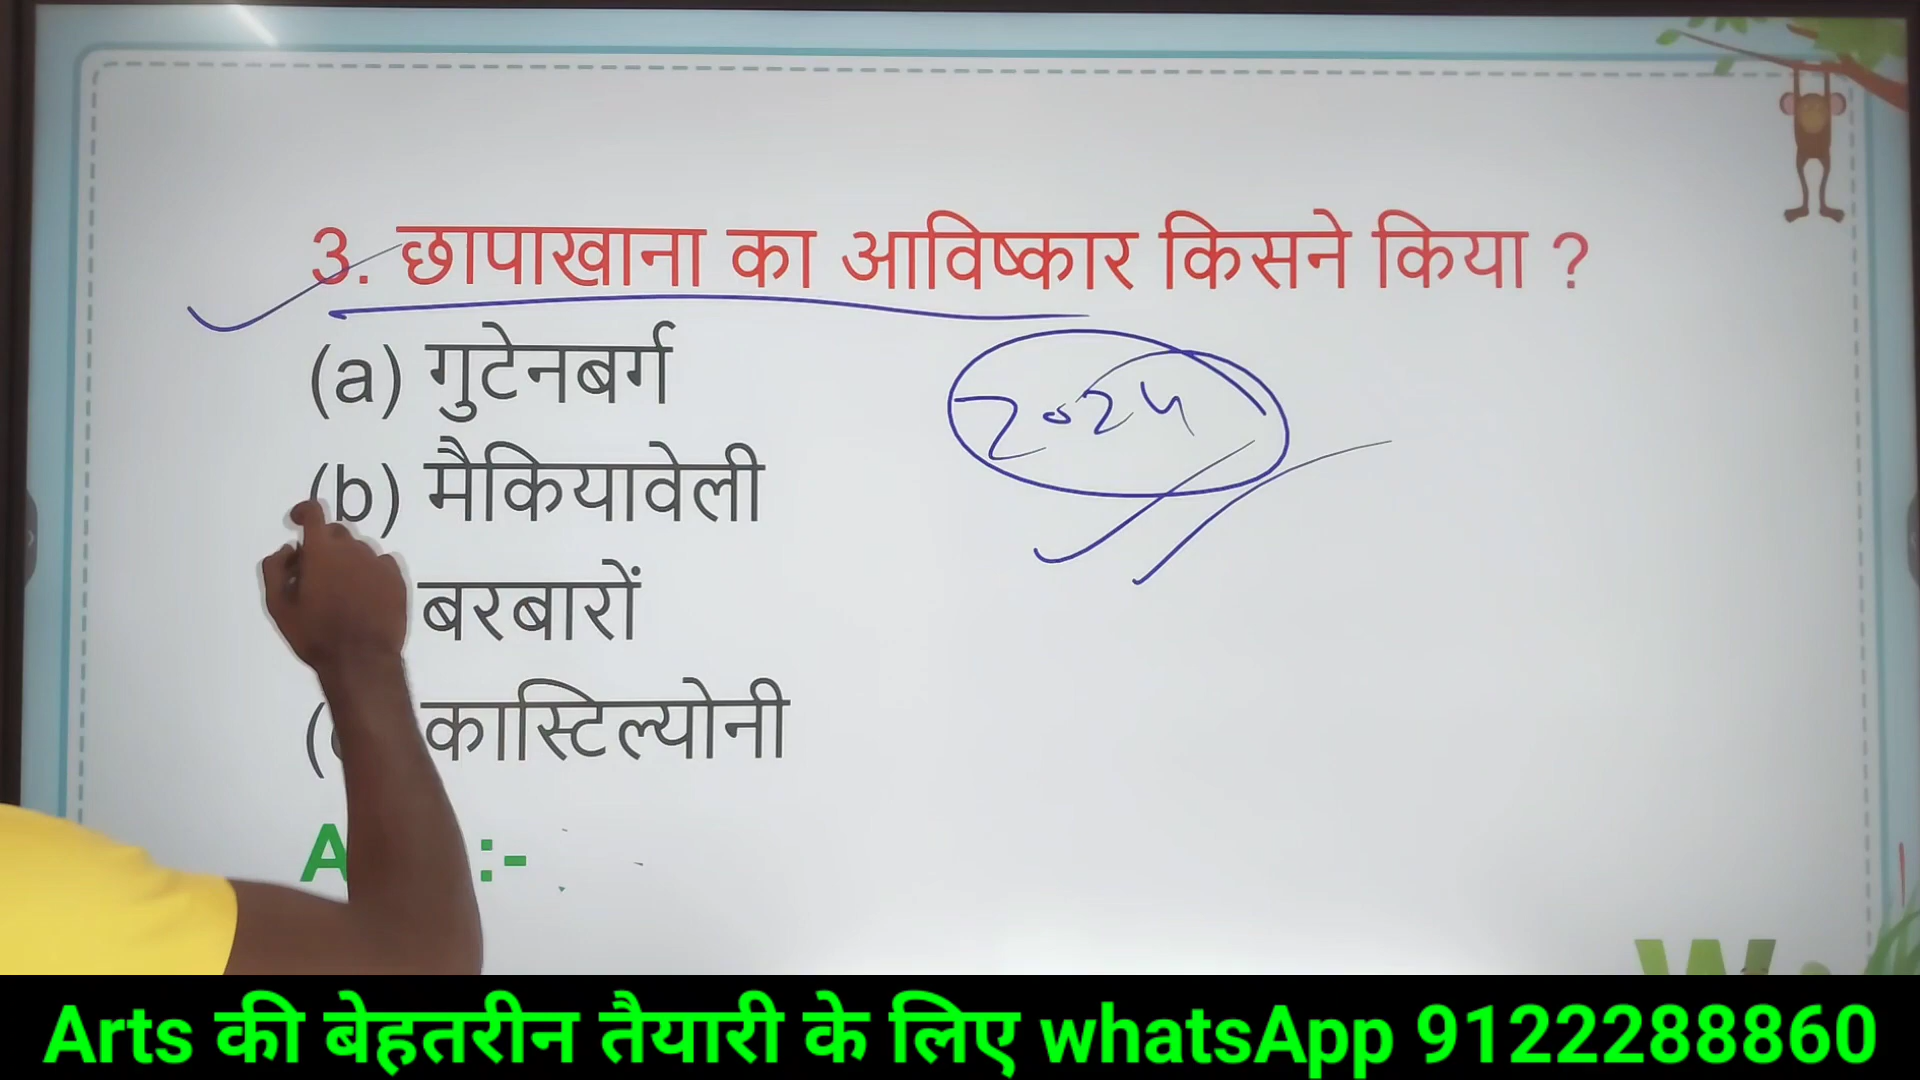 3. छापाखाना का आविष्कार किसने किया ?
(a) गुटेनबर्ग
2024
(b) मैकियावेली
बरबारों
( कास्टिल्योनी
A :-
W
Arts की बेहतरीन तैयारी के लिए whatsApp 9122288860